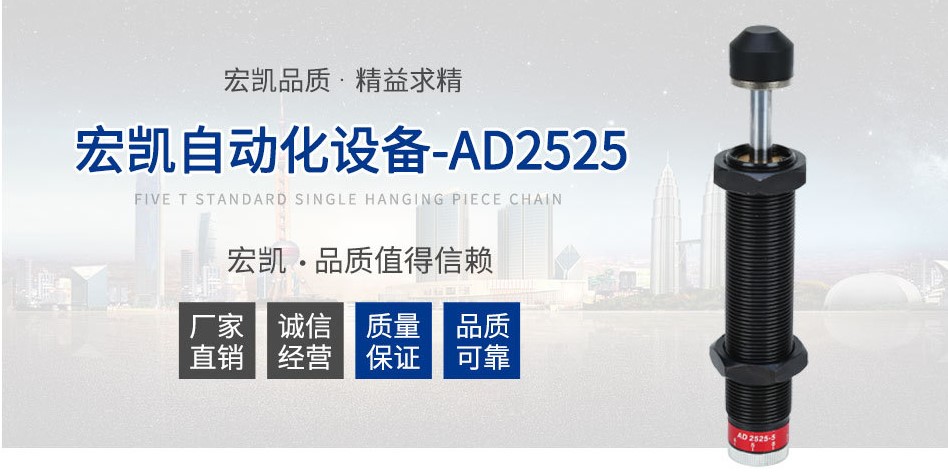 宏凯品质·精益求精
宏凯自动化设备-AD2525
FIVE T STANDARD SINGLE HANGING PIECE CHAIN
宏凯·品质值得信赖
厂家
直销
诚信
经营
质量
保证
品质
可靠
AD 2525-5